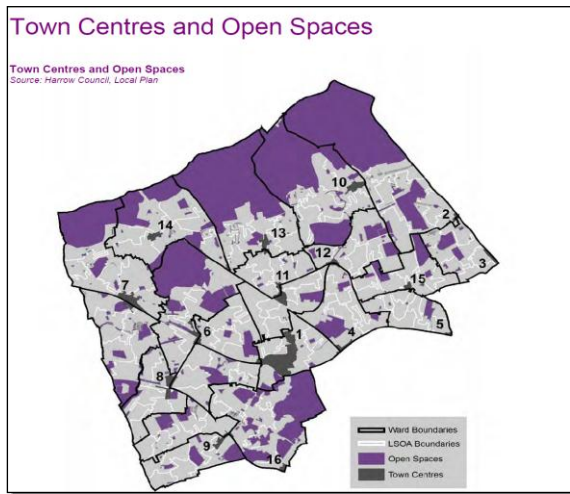 Town Centres and Open Spaces
Town Centres and Open Spaces
Source: Harrow Council, Local Plan
10
2
14
13
12
3
11
15
7
6
1
4
5
8
9
16
Ward Boundaries
LSOA Boundaries
Open Spaces
Town Centres